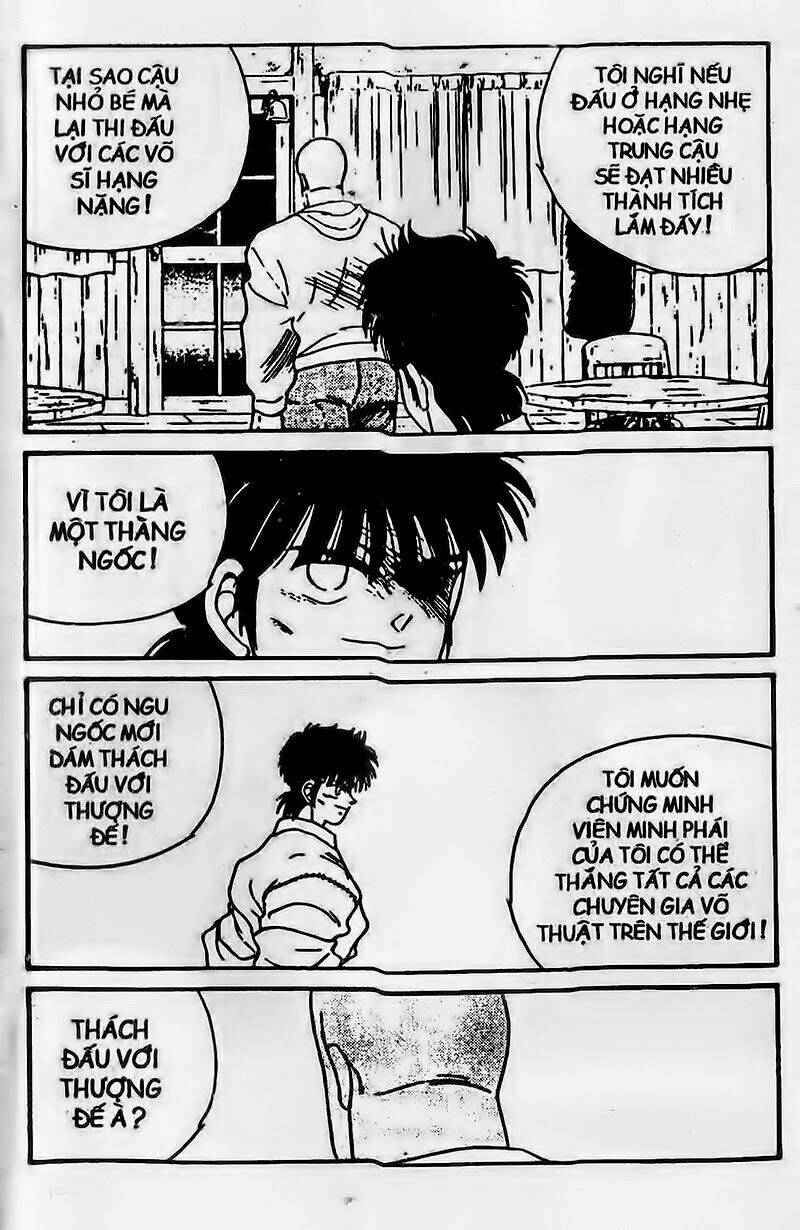 TẠI SAO CẬU
NHỎ BÉ MÀ
LẠI THI ĐẤU
VỚI CÁC VÕ
SĨ HẠNG
NẶNG!
TÔI NGHĨ NẾU
ĐẤU Ở HẠNG NHẸ
HOẶC HẠNG
TRUNG CẬU
SẼ ĐẠT NHIỀU
THÀNH TÍCH
LẮM ĐẤY!
VÌ TÔI LÀ
MỘT THẰNG
NGỐC!
CHỈ CÓ NGU
NGỐC MỚI
DÁM THÁCH
ĐẤU VỚI
THƯỢNG
ĐẾ!
TÔI MUỐN
CHỨNG MINH
VIÊN MINH PHÁI
CỦA TÔI CÓ THỂ
THẮNG TẤT CẢ CÁC
CHUYÊN GIA VÕ
THUẬT TRÊN THẾ GIỚI!
THÁCH
ĐẤU VỚI
THƯỢNG
ĐẾ À?